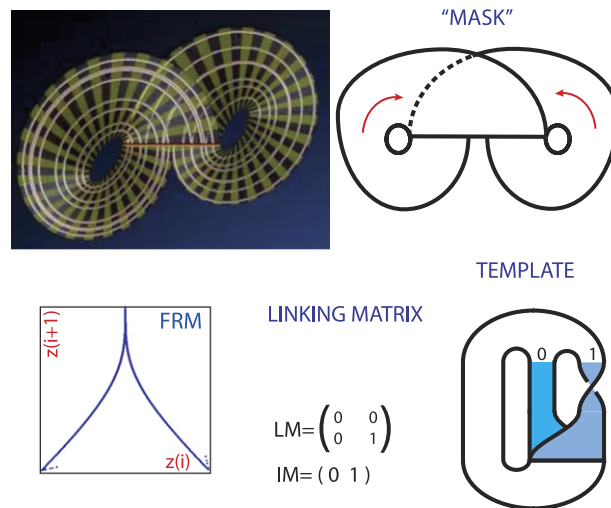 “MASK”
TEMPLATE
FRM
z(i+1)
z(i)
LINKING MATRIX
LM= (0 0
0 1)
IM= ( 0 1 )
0 1